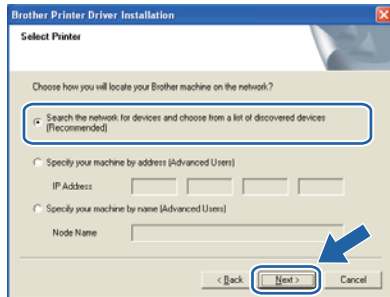 Brother Printer Driver Installation
Select Printer
Choose how you will locate your Brother machine on the network?
Search the network for devices and choose from a list of discovered devices
(Recommended)
Specify your machine by address (Advanced Users)
IP Address
Specify your machine by name (Advanced Users)
Node Name
< Back
Next >
Cancel